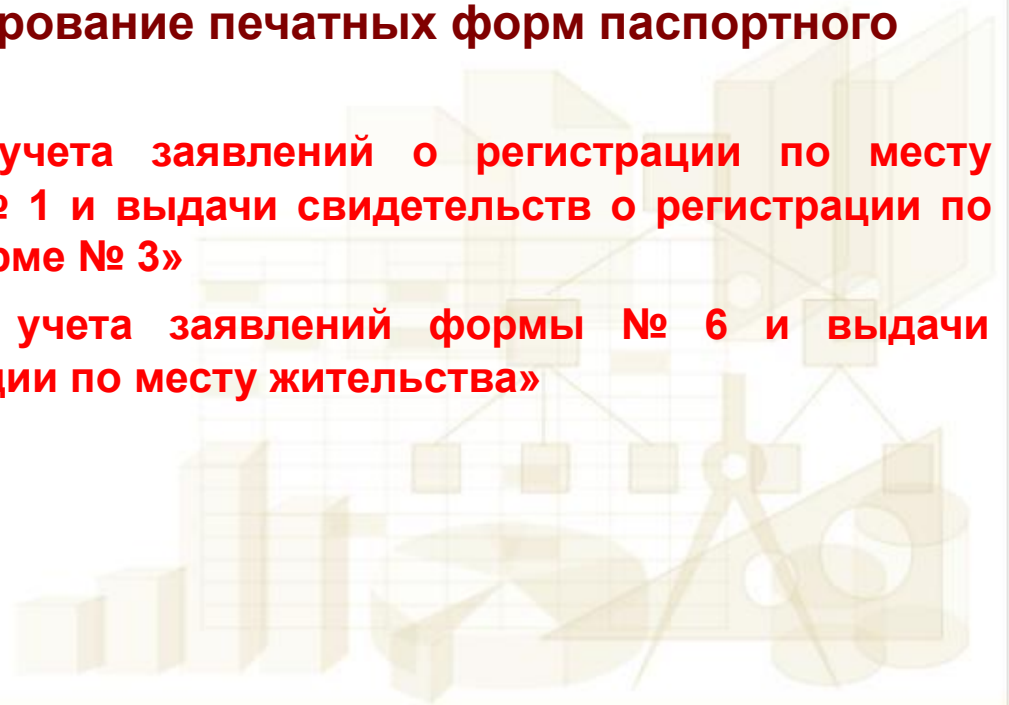 рование печатных форм паспортного
учета заявлений о регистрации по месту
№ 1 и выдачи свидетельств о регистрации по
рме № 3»
учета заявлений формы № 6 и выдачи
ции по месту жительства»